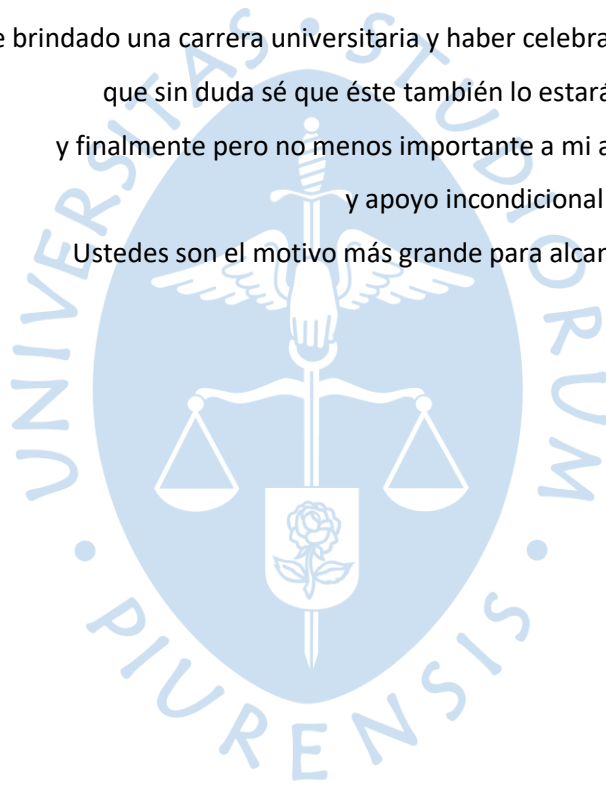 brindado una carrera universitaria y haber celebra
que sin duda sé que éste también lo estará
y finalmente pero no menos importante a mi a
y apoyo incondicional
Ustedes son el motivo más grande para alcan
UNIVERSITAS • STUDIORUM • PIURENSIS •